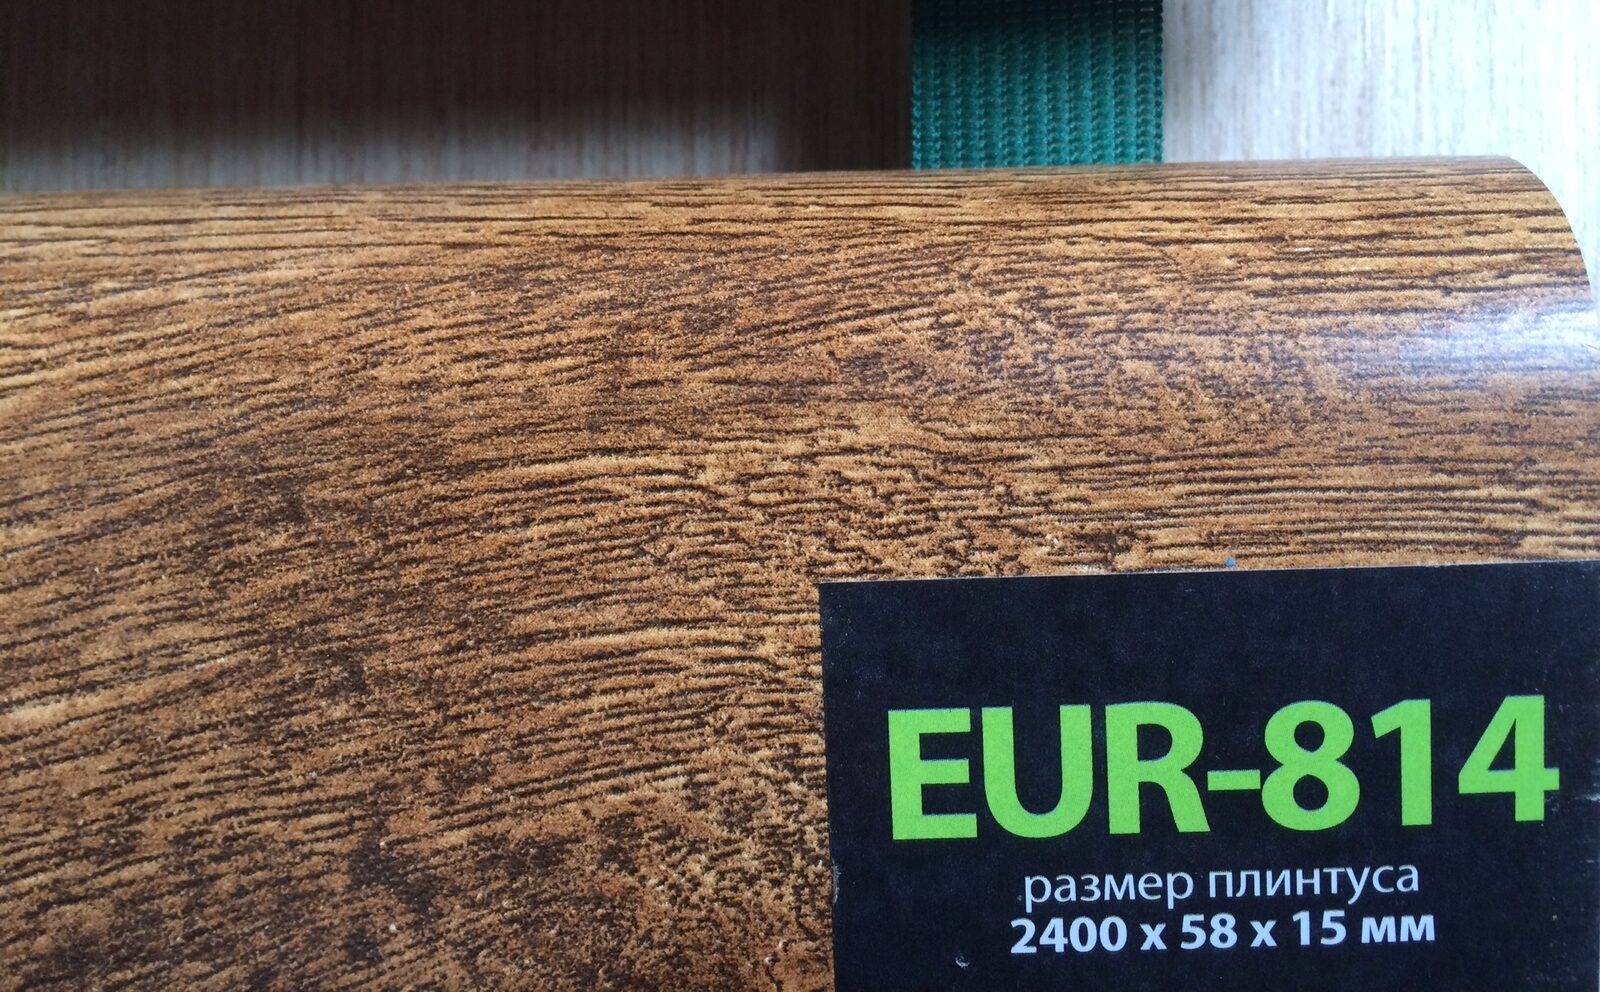 EUR-814
размер плинтуса
2400 x 58 x 15 мм